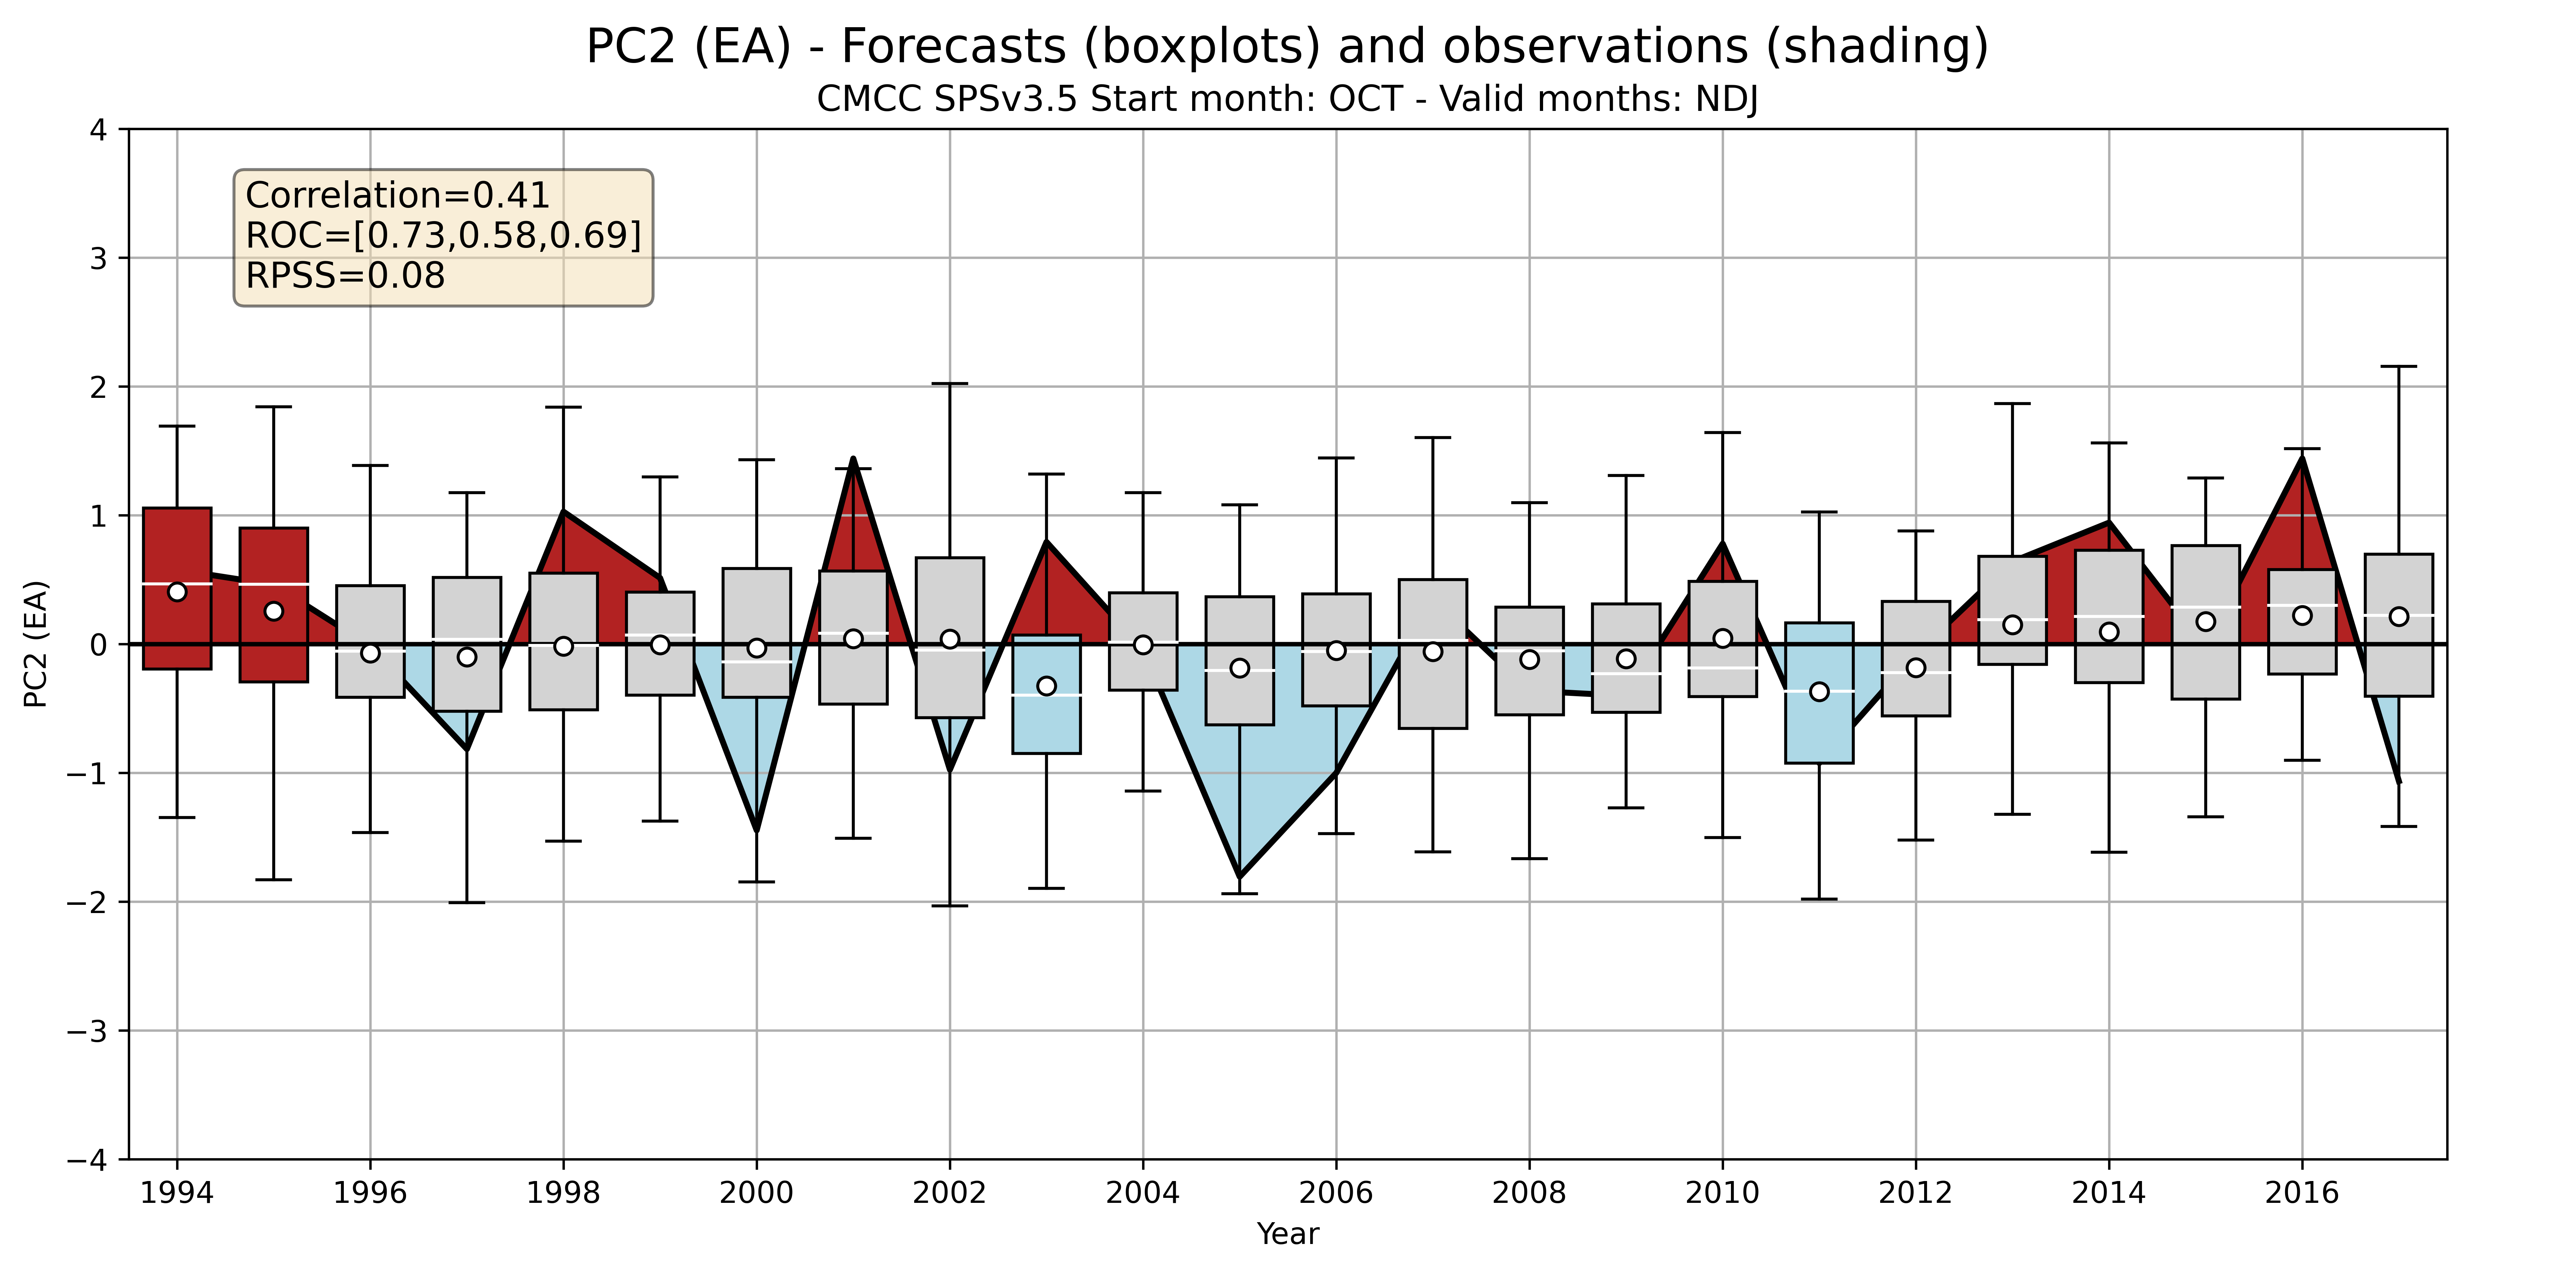 PC2 (EA) - Forecasts (boxplots) and observations (shading)
CMCC SPSv3.5 Start month: OCT - Valid months: NDJ
Correlation=0.41
ROC=[0.73,0.58,0.69]
RPSS=0.08
PC2 (EA)
4
3
2
1
0
−1
−2
−3
−4
1994 1996 1998 2000 2002 2004 2006 2008 2010 2012 2014 2016
Year